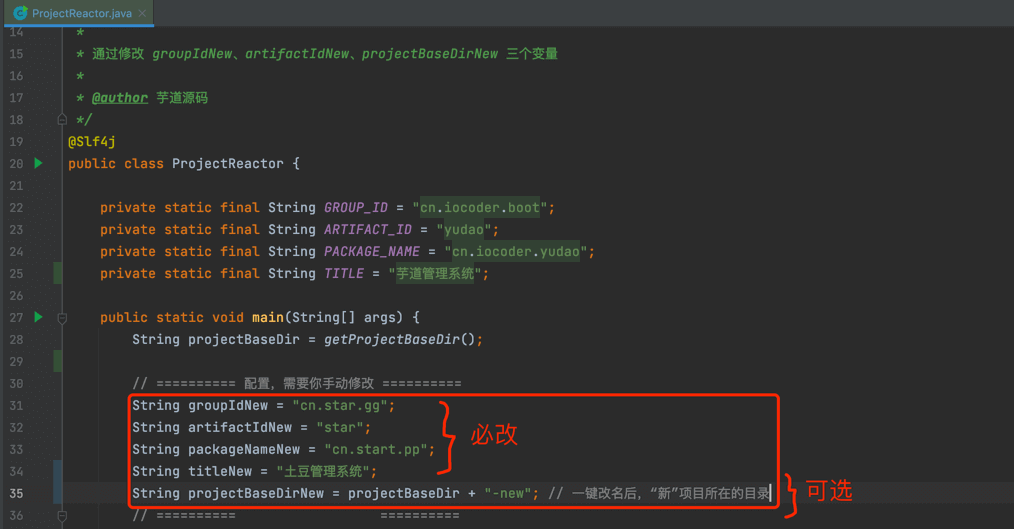 ProjectReactor.java
14 *
15 * 通过修改 groupIdNew、artifactIdNew、projectBaseDirNew 三个变量
16 *
17 * @author 芋道源码
18 */
19 @Slf4j
20 public class ProjectReactor {
21
22 private static final String GROUP_ID = "cn.iocoder.boot";
23 private static final String ARTIFACT_ID = "yudao";
24 private static final String PACKAGE_NAME = "cn.iocoder.yudao";
25 private static final String TITLE = "芋道管理系统";
26
27 public static void main(String[] args) {
28 String projectBaseDir = getProjectBaseDir();
29
30 // ========== 配置，需要你手动修改 ==========
31 String groupIdNew = "cn.star.gg";
32 String artifactIdNew = "star";
必改
33 String packageNameNew = "cn.start.pp";
34 String titleNew = "土豆管理系统";
35 String projectBaseDirNew = projectBaseDir + "-new"; // 一键改名后，“新”项目所在的目录
可选
36 // ========== ==========